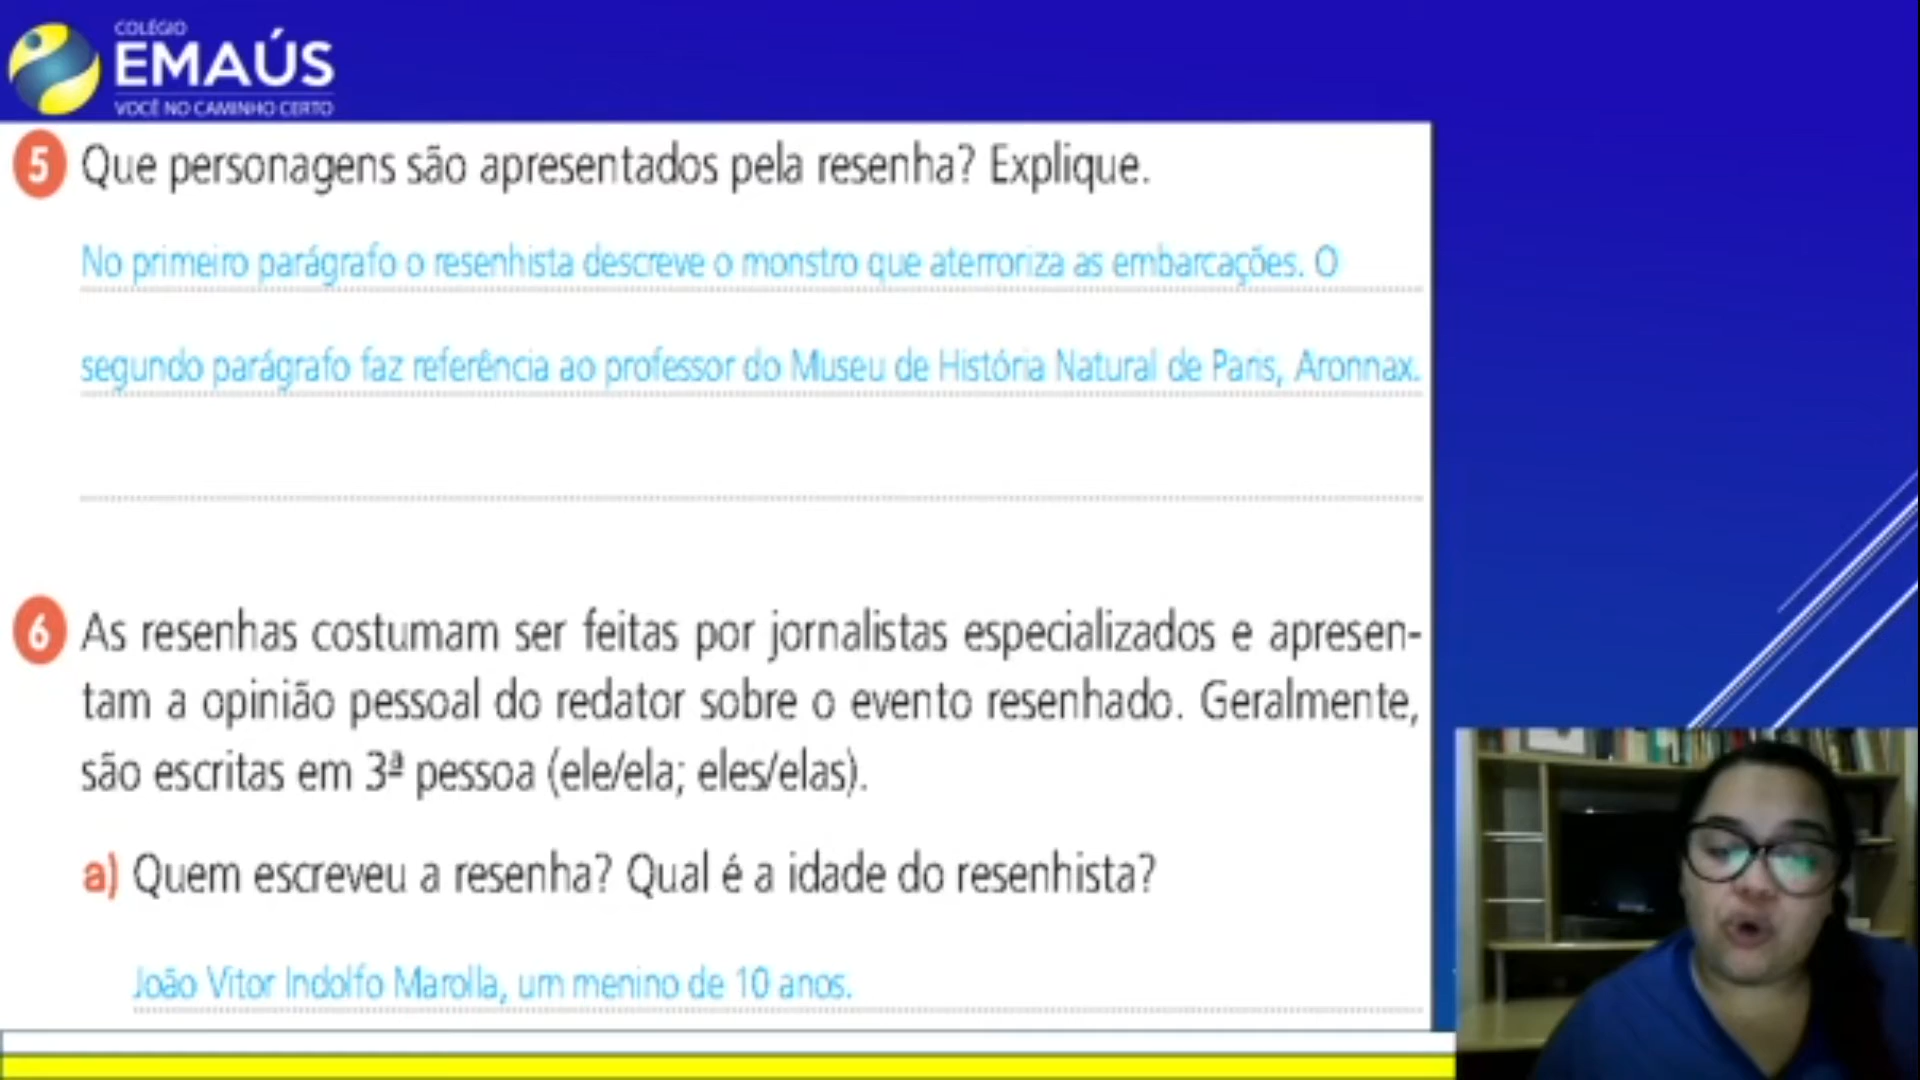 COLÉGIO
EMAÚS
VOCÊ NO CAMINHO CERTO
5 Que personagens são apresentados pela resenha? Explique.
No primeiro parágrafo o resenhista descreve o monstro que aterroriza as embarcações. O
segundo parágrafo faz referência ao professor do Museu de História Natural de Paris, Aronnax.
6 As resenhas costumam ser feitas por jornalistas especializados e apresen-
tam a opinião pessoal do redator sobre o evento resenhado. Geralmente,
são escritas em 3ª pessoa (ele/ela; eles/elas).
a) Quem escreveu a resenha? Qual é a idade do resenhista?
João Vitor Indolfo Marolla, um menino de 10 anos.